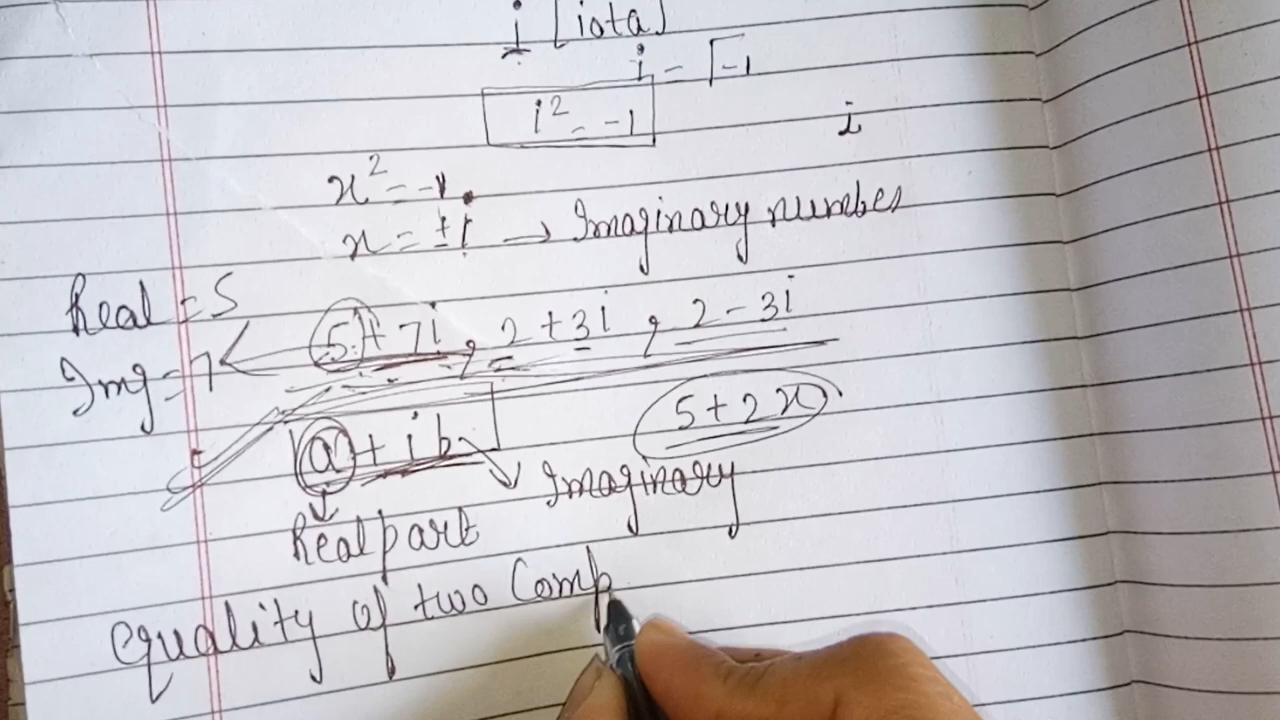 i [iota]
i = √-1
i² = -1
i
x² = -1.
x = ±i → Imaginary number
Real = 5
5 + 7i, 2 + 3i, 2 - 3i
Img = 7
5 + 2x
a + ib
Imaginary
Real part
equality of two Comp